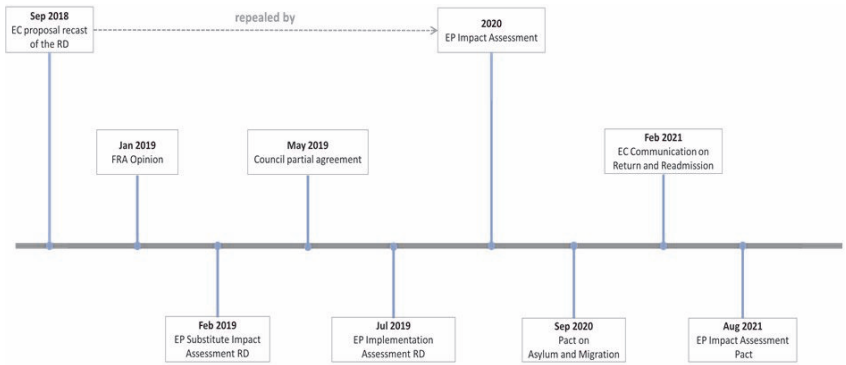 Sep 2018
EC proposal recast
of the RD
repealed by
2020
EP Impact Assessment
Jan 2019
FRA Opinion
May 2019
Council partial agreement
Feb 2021
EC Communication on
Return and Readmission
Feb 2019
EP Substitute Impact
Assessment RD
Jul 2019
EP Implementation
Assessment RD
Sep 2020
Pact on
Asylum and Migration
Aug 2021
EP Impact Assessment
Pact